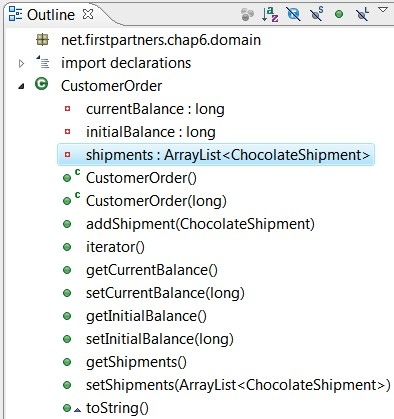 Outline
net.firstpartners.chap6.domain
import declarations
CustomerOrder
currentBalance : long
initialBalance : long
shipments : ArrayList<ChocolateShipment>
CustomerOrder()
CustomerOrder(long)
addShipment(ChocolateShipment)
iterator()
getCurrentBalance()
setCurrentBalance(long)
getInitialBalance()
setInitialBalance(long)
getShipments()
setShipments(ArrayList<ChocolateShipment>)
toString()